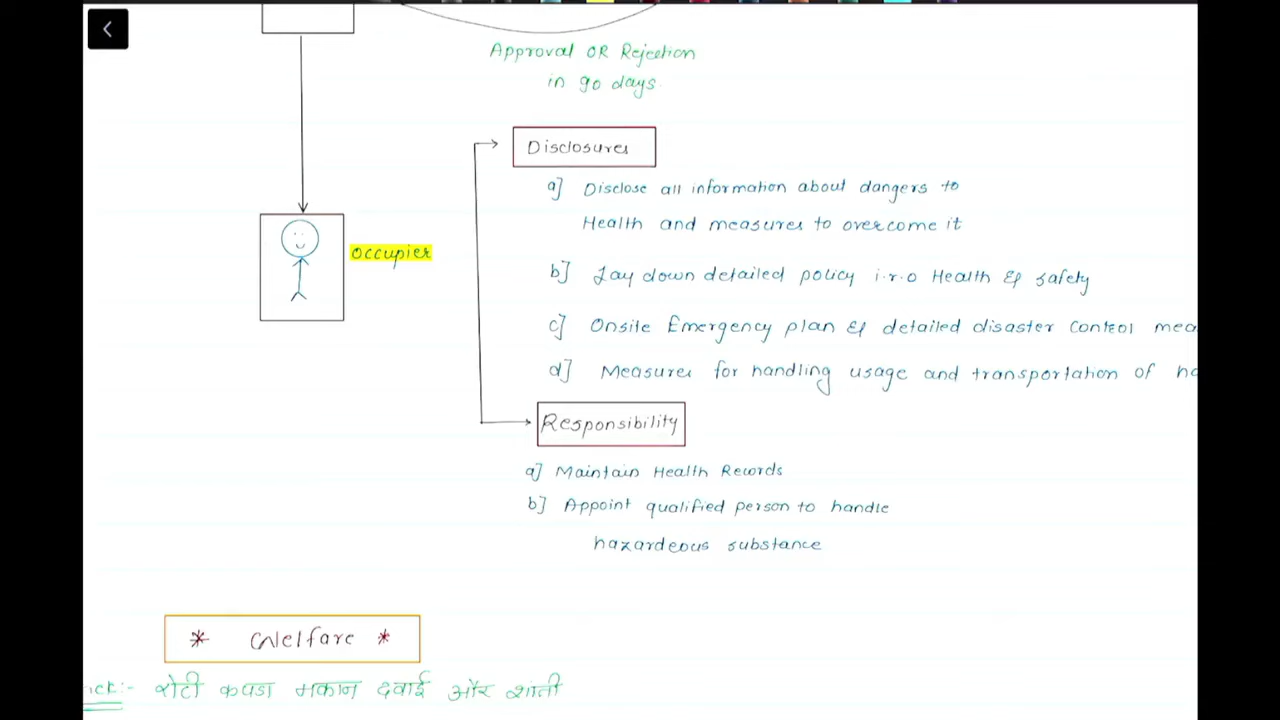 Approval OR Rejection
in 90 days.
Disclosures
a] Disclose all information about dangers to
Health and measures to overcome it
occupier
b] Lay down detailed policy i.r.o Health & safety
c] Onsite Emergency plan & detailed disaster control
d] Measures for handling usage and transportation of
Responsibility
a] Maintain Health Records
b] Appoint qualified person to handle
hazardeous substance
* Welfare *
:- रोटी कपडा मकान दवाई और शांती